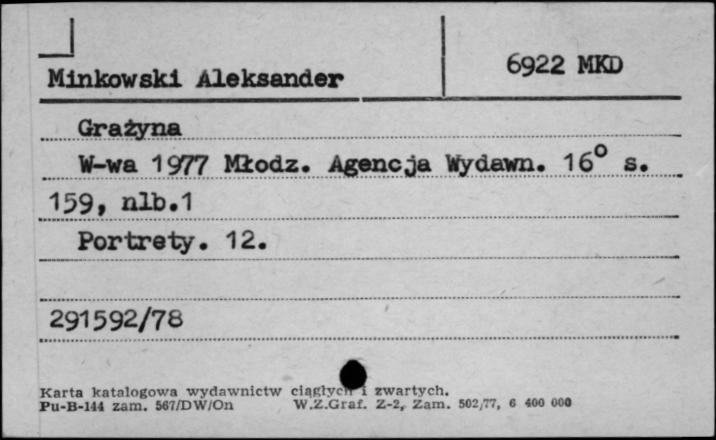 Minkowski Aleksander
6922 MKD
Grażyna
W-wa 1977 Młodz. Agencja Wydawn. 16° s.
159, nlb.1
Portrety. 12.
291592/78
Karta katalogowa wydawnictw ciągłych i zwartych.
Pu-B-144 zam. 567/DW/On W.Z.Graf. Z-2, Zam. 502/77, 6 400 000